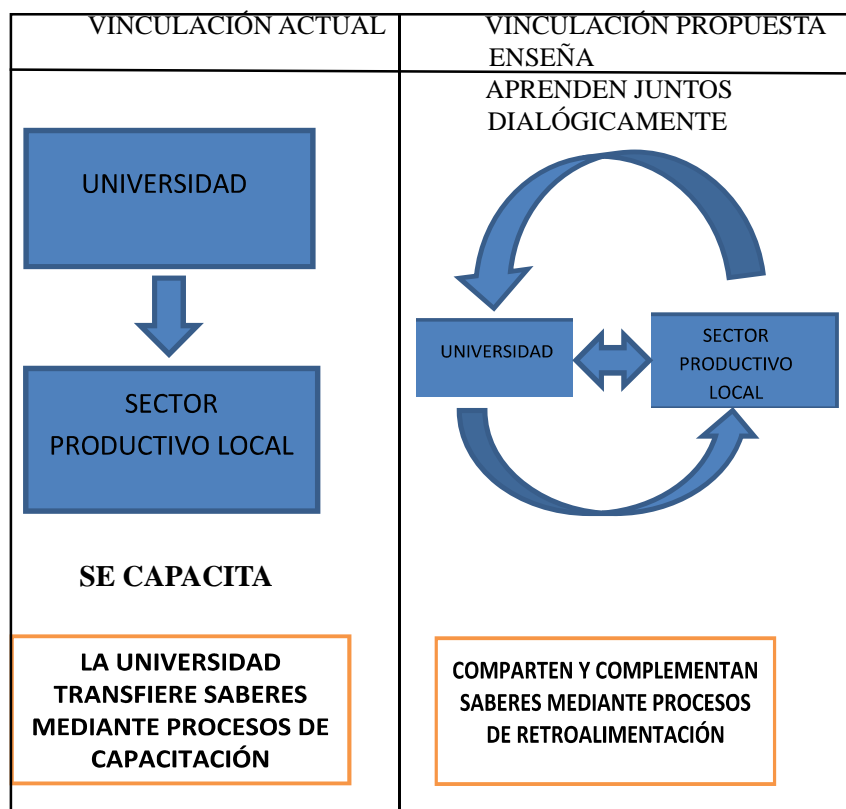 VINCULACIÓN ACTUAL
UNIVERSIDAD
SECTOR
PRODUCTIVO LOCAL
SE CAPACITA
LA UNIVERSIDAD
TRANSFIERE SABERES
MEDIANTE PROCESOS DE
CAPACITACIÓN
VINCULACIÓN PROPUESTA
ENSEÑA
APRENDEN JUNTOS
DIALÓGICAMENTE
UNIVERSIDAD
SECTOR
PRODUCTIVO
LOCAL
COMPARTEN Y COMPLEMENTAN
SABERES MEDIANTE PROCESOS
DE RETROALIMENTACIÓN